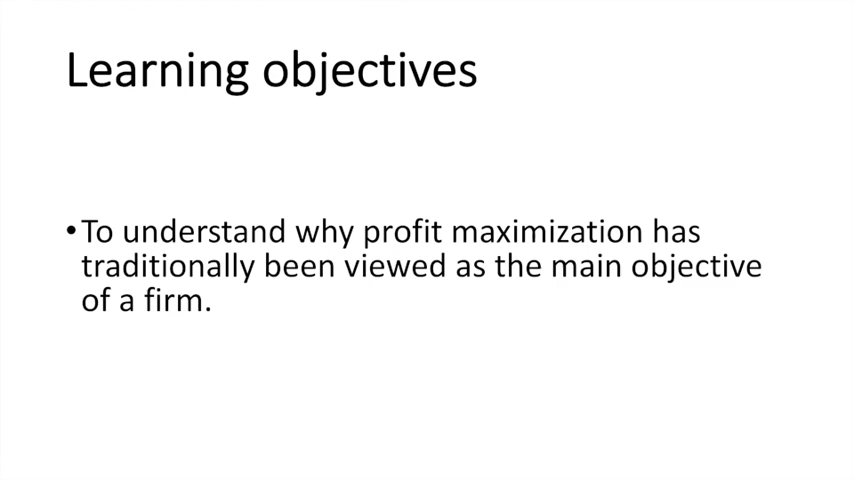 Learning objectives
•To understand why profit maximization has
traditionally been viewed as the main objective
of a firm.